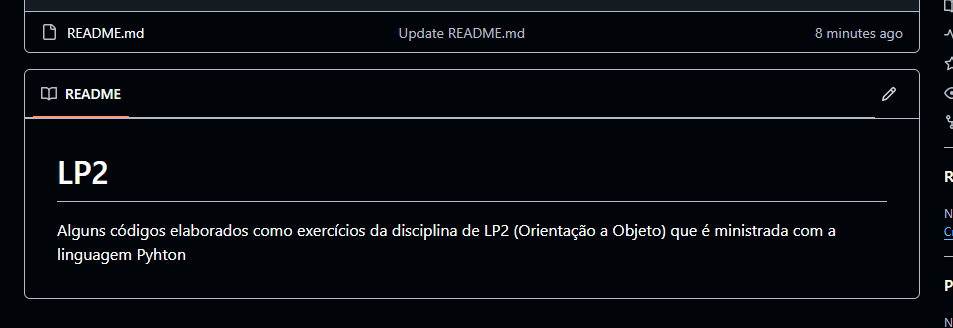 README.md Update README.md 8 minutes ago
README
LP2
Alguns códigos elaborados como exercícios da disciplina de LP2 (Orientação a Objeto) que é ministrada com a
linguagem Pyhton